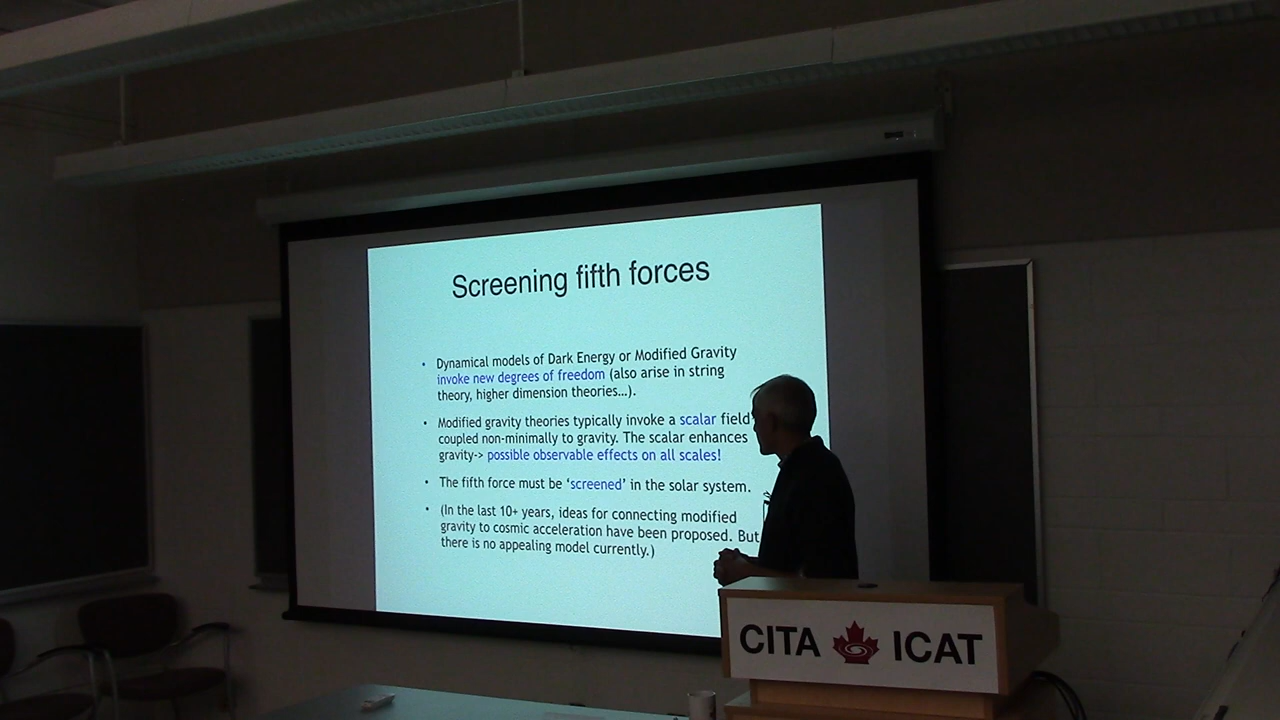 Screening fifth forces
• Dynamical models of Dark Energy or Modified Gravity
invoke new degrees of freedom (also arise in string
theory, higher dimension theories...).
• Modified gravity theories typically invoke a scalar field
coupled non-minimally to gravity. The scalar enhances
gravity-> possible observable effects on all scales!
• The fifth force must be ‘screened’ in the solar system.
• (In the last 10+ years, ideas for connecting modified
gravity to cosmic acceleration have been proposed. But
there is no appealing model currently.)
CITA ICAT